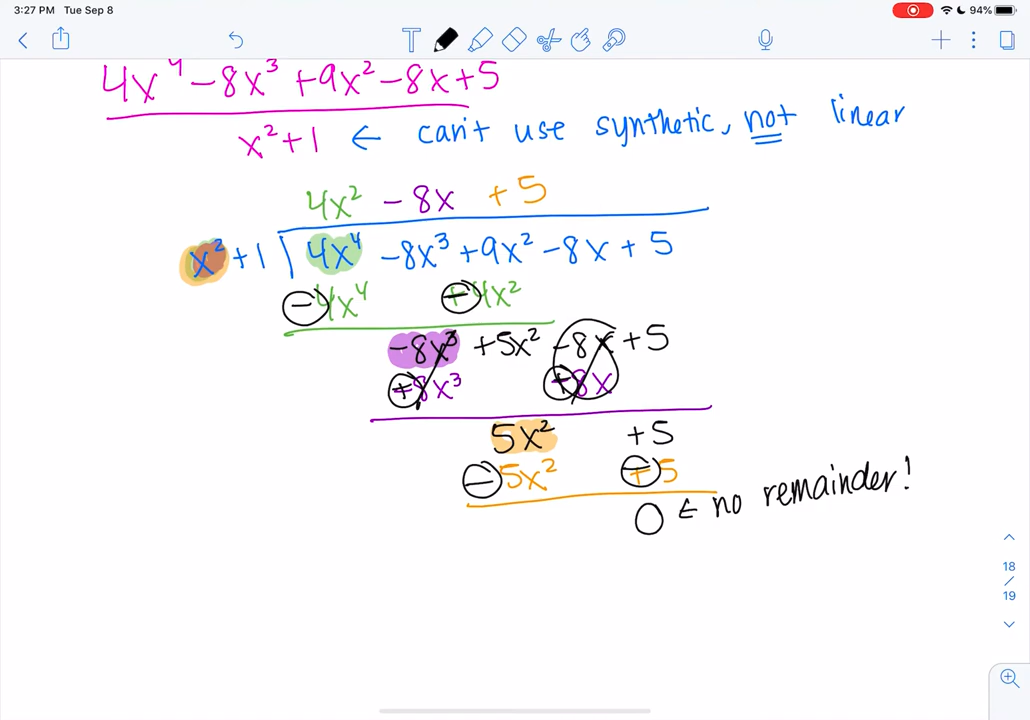 3:27 PM Tue Sep 8
94%
T
4x⁴ −8x³ +9x² −8x+5
x²+1 ← can't use synthetic, not linear
4x² −8x +5
x²+1 4x⁴ −8x³ +9x² −8x + 5
−4x⁴ +4x²
−8x³ +5x² −8x +5
+8x³ +8x
5x² +5
−5x² +5
0 ← no remainder!
18
/
19